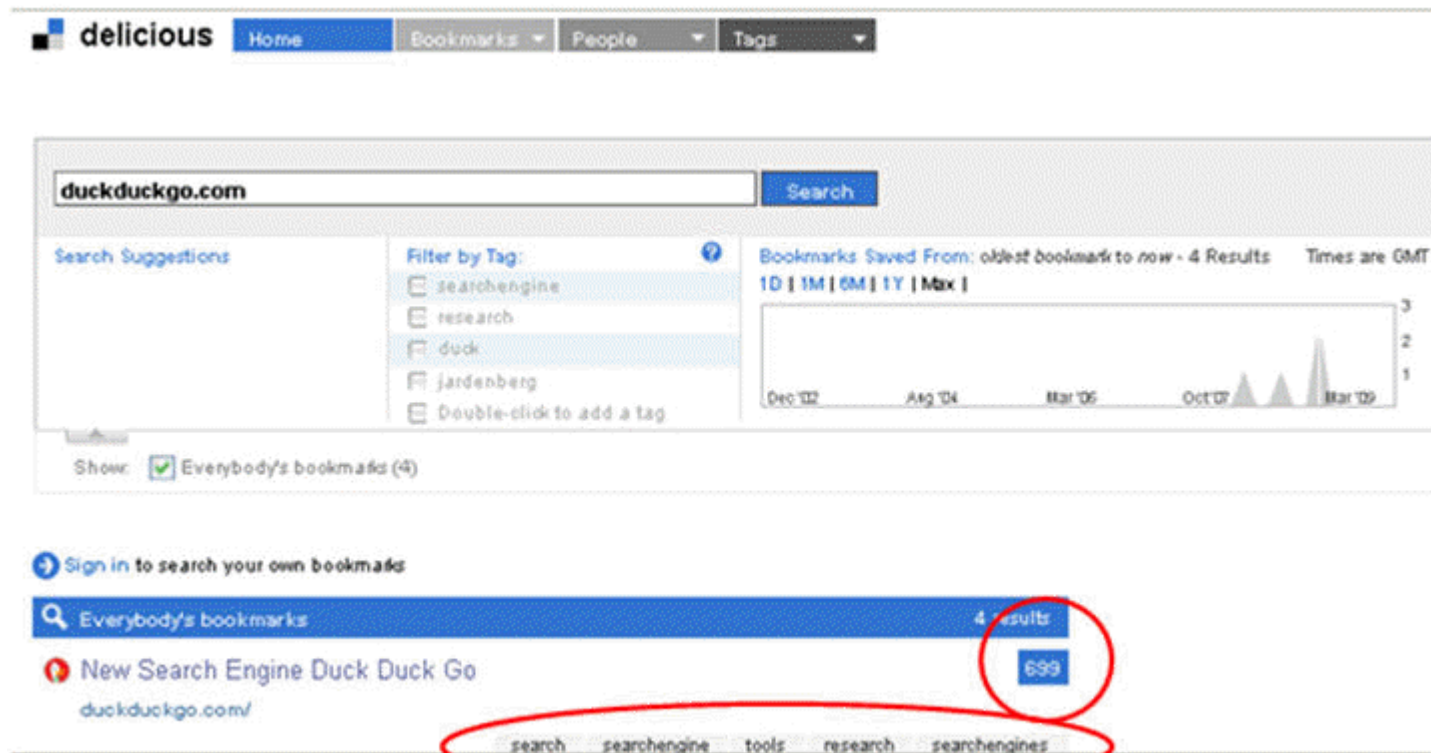 delicious Home Bookmarks People Tags
duckduckgo.com Search
Search Suggestions
Filter by Tag:
searchengine
research
duck
jardenberg
Double-click to add a tag
Bookmarks Saved From: oldest bookmark to now - 4 Results Times are GMT
1D | 1M | 6M | 1Y | Max |
3
2
1
Dec '02 Aug '04 Mar '06 Oct '07 Mar '09
Show: Everybody's bookmarks (4)
Sign in to search your own bookmarks
Everybody's bookmarks 4 results
New Search Engine Duck Duck Go 699
duckduckgo.com/
search searchengine tools research searchengines